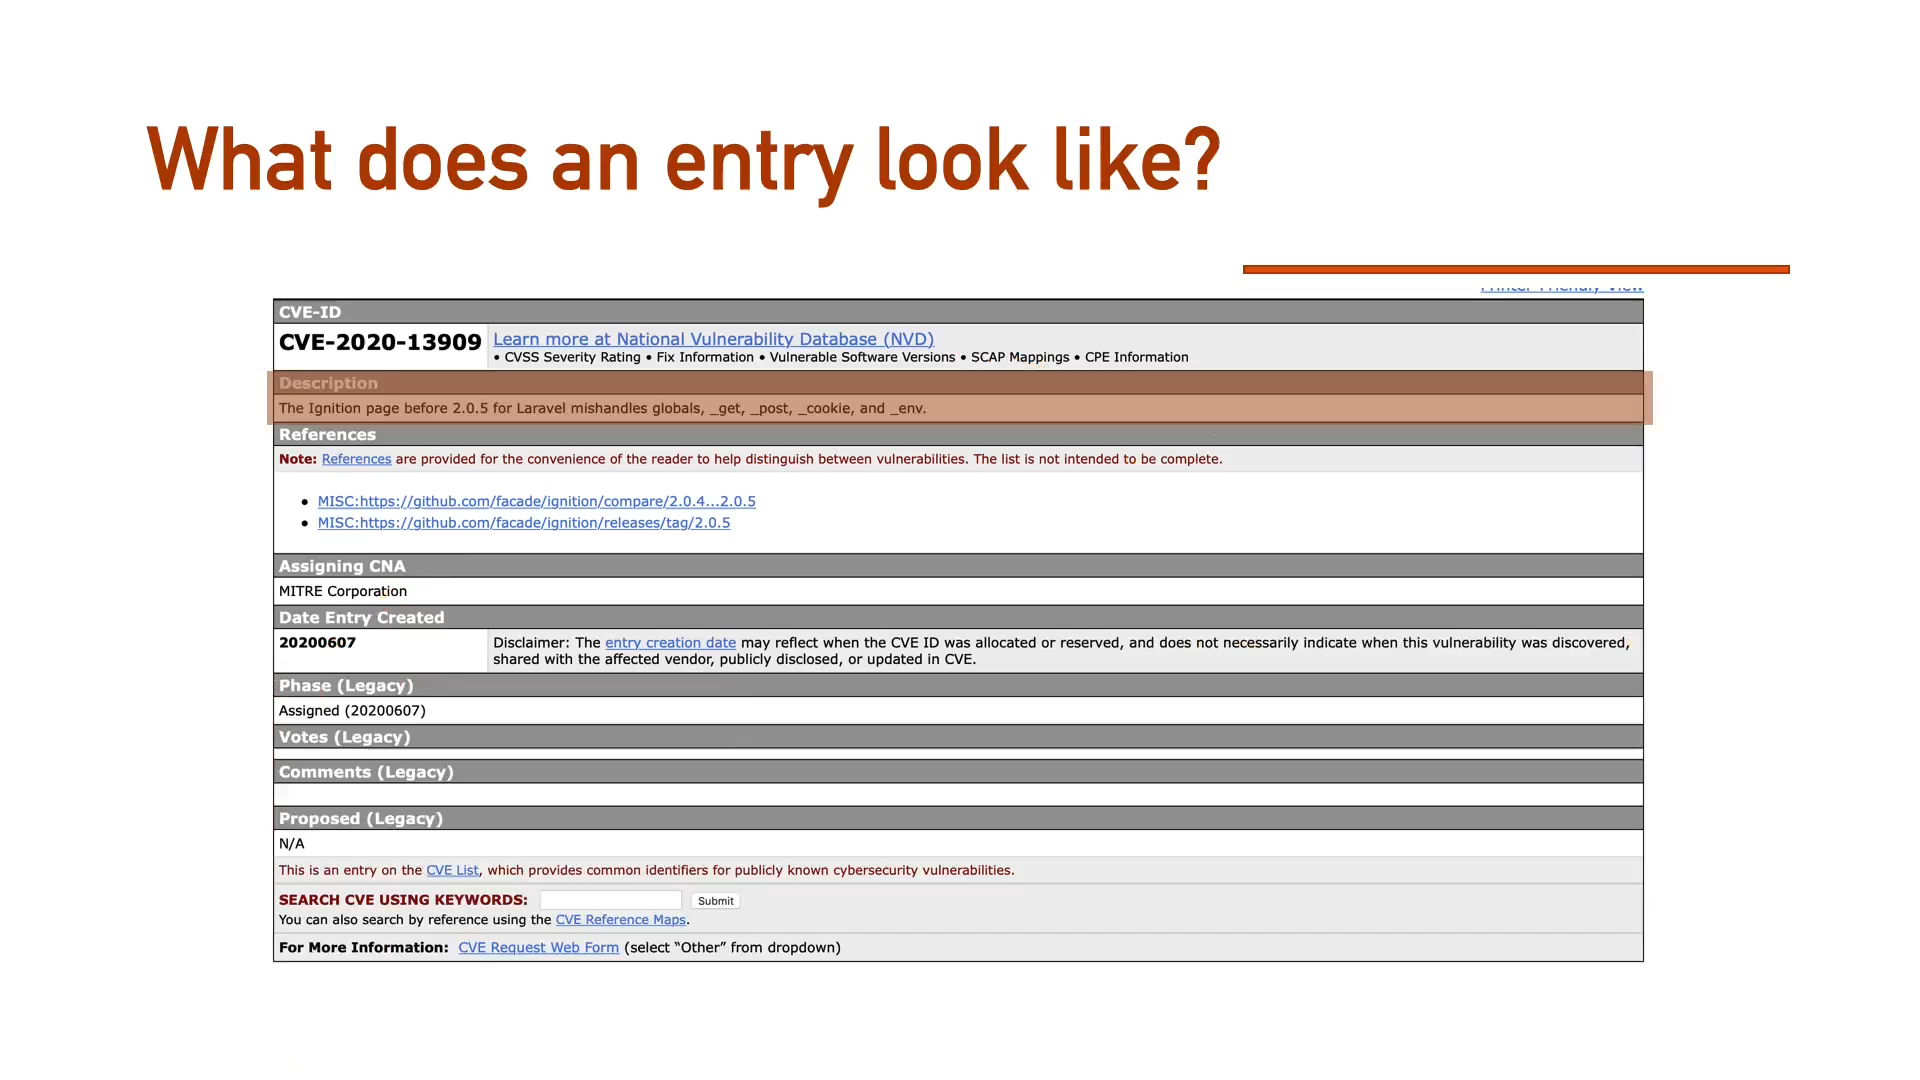 What does an entry look like?
Printer-Friendly View
CVE-ID
CVE-2020-13909
Learn more at National Vulnerability Database (NVD)
• CVSS Severity Rating • Fix Information • Vulnerable Software Versions • SCAP Mappings • CPE Information
Description
The Ignition page before 2.0.5 for Laravel mishandles globals, _get, _post, _cookie, and _env.
References
Note: References are provided for the convenience of the reader to help distinguish between vulnerabilities. The list is not intended to be complete.
• MISC:https://github.com/facade/ignition/compare/2.0.4...2.0.5
• MISC:https://github.com/facade/ignition/releases/tag/2.0.5
Assigning CNA
MITRE Corporation
Date Entry Created
20200607
Disclaimer: The entry creation date may reflect when the CVE ID was allocated or reserved, and does not necessarily indicate when this vulnerability was discovered,
shared with the affected vendor, publicly disclosed, or updated in CVE.
Phase (Legacy)
Assigned (20200607)
Votes (Legacy)
Comments (Legacy)
Proposed (Legacy)
N/A
This is an entry on the CVE List, which provides common identifiers for publicly known cybersecurity vulnerabilities.
SEARCH CVE USING KEYWORDS: Submit
You can also search by reference using the CVE Reference Maps.
For More Information: CVE Request Web Form (select “Other” from dropdown)